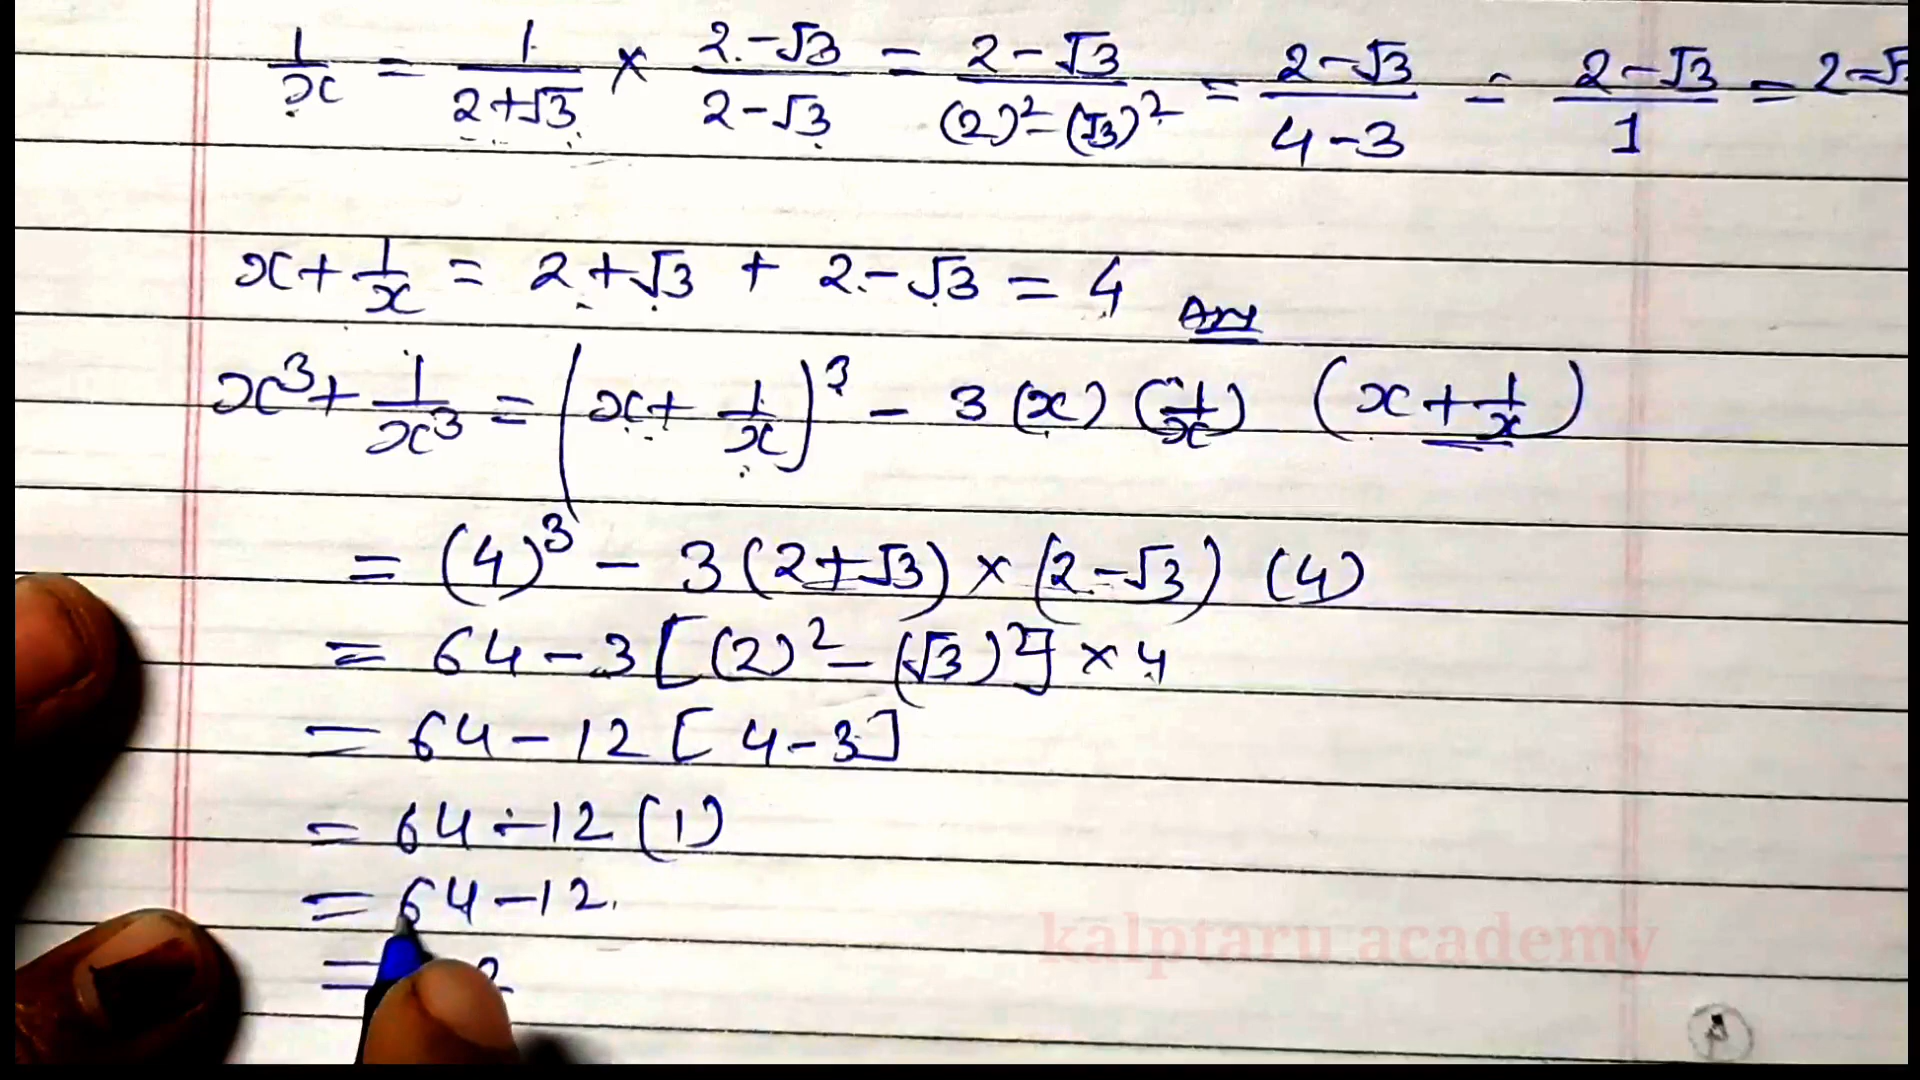 1/x = 1/(2+√3) × (2-√3)/(2-√3) = (2-√3)/((2)²-(√3)²) = (2-√3)/(4-3) = (2-√3)/1 = 2-√
x + 1/x = 2+√3 + 2-√3 = 4 Ans
x³ + 1/x³ = (x + 1/x)³ - 3(x)(1/x)(x + 1/x)
= (4)³ - 3(2+√3) × (2-√3)(4)
= 64 - 3[(2)² - (√3)²] × 4
= 64 - 12[4-3]
= 64 - 12(1)
= 64 - 12
= 2
kalptaru academy